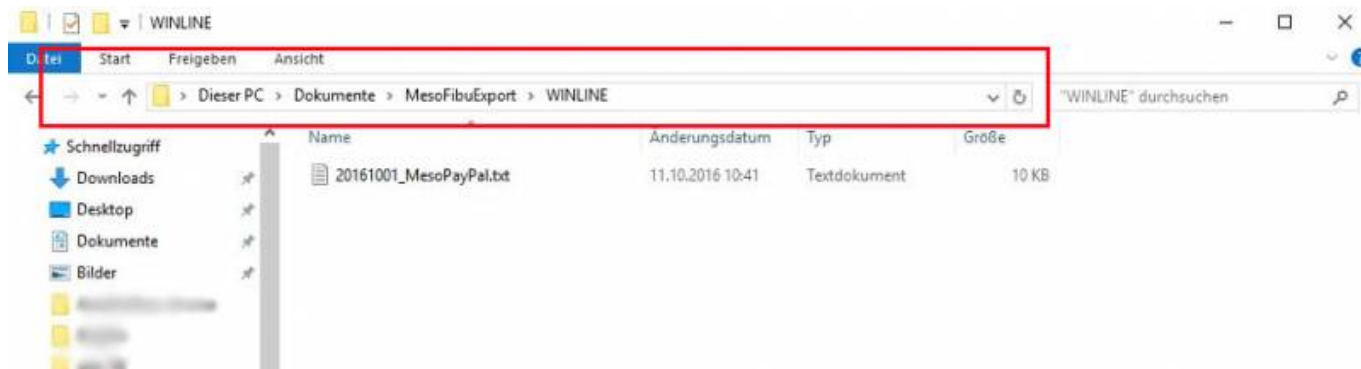 WINLINE
Datei Start Freigeben Ansicht
Dieser PC > Dokumente > MesoFibuExport > WINLINE "WINLINE" durchsuchen
Name Änderungsdatum Typ Größe
Schnellzugriff
20161001_MesoPayPal.txt 11.10.2016 10:41 Textdokument 10 KB
Downloads
Desktop
Dokumente
Bilder